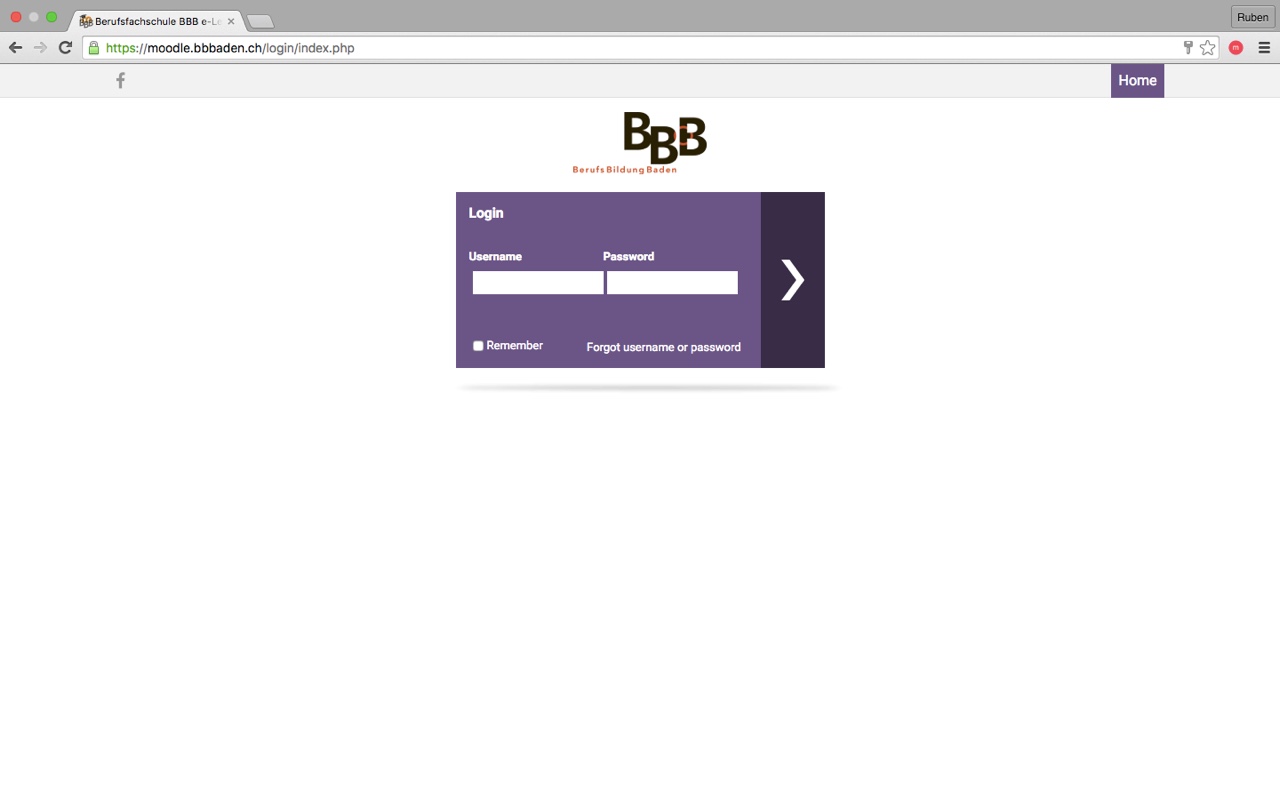 Berufsfachschule BBB e-Le
Ruben
https://moodle.bbbaden.ch/login/index.php
m
Home
BBB
BerufsBildungBaden
Login
Username Password
Remember Forgot username or password